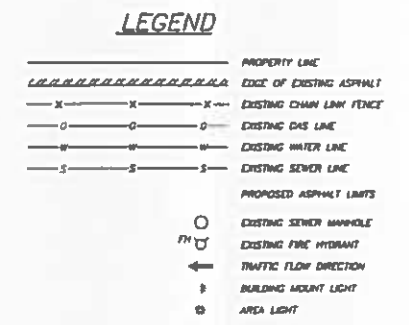 LEGEND
PROPERTY LINE
EDGE OF EXISTING ASPHALT
x x x EXISTING CHAIN LINK FENCE
G G G EXISTING GAS LINE
W W W EXISTING WATER LINE
S S S EXISTING SEWER LINE
PROPOSED ASPHALT LIMITS
EXISTING SEWER MANHOLE
FH EXISTING FIRE HYDRANT
TRAFFIC FLOW DIRECTION
BUILDING MOUNT LIGHT
AREA LIGHT